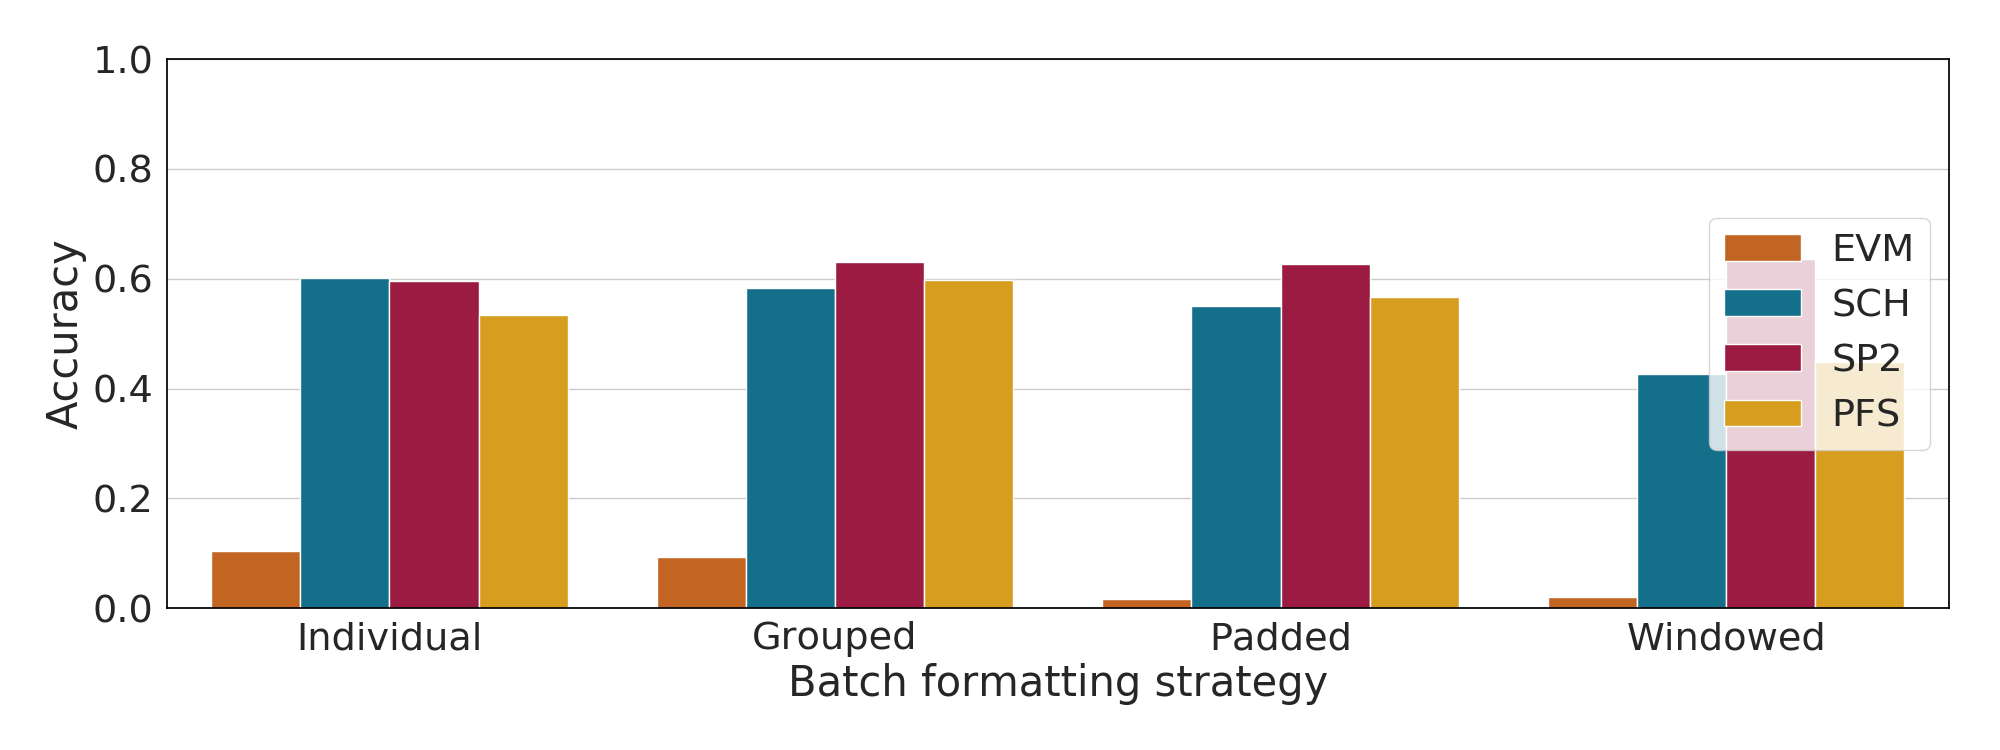 1.0
0.8
0.6
0.4
0.2
0.0
Accuracy
EVM
SCH
SP2
PFS
Individual
Grouped
Padded
Windowed
Batch formatting strategy